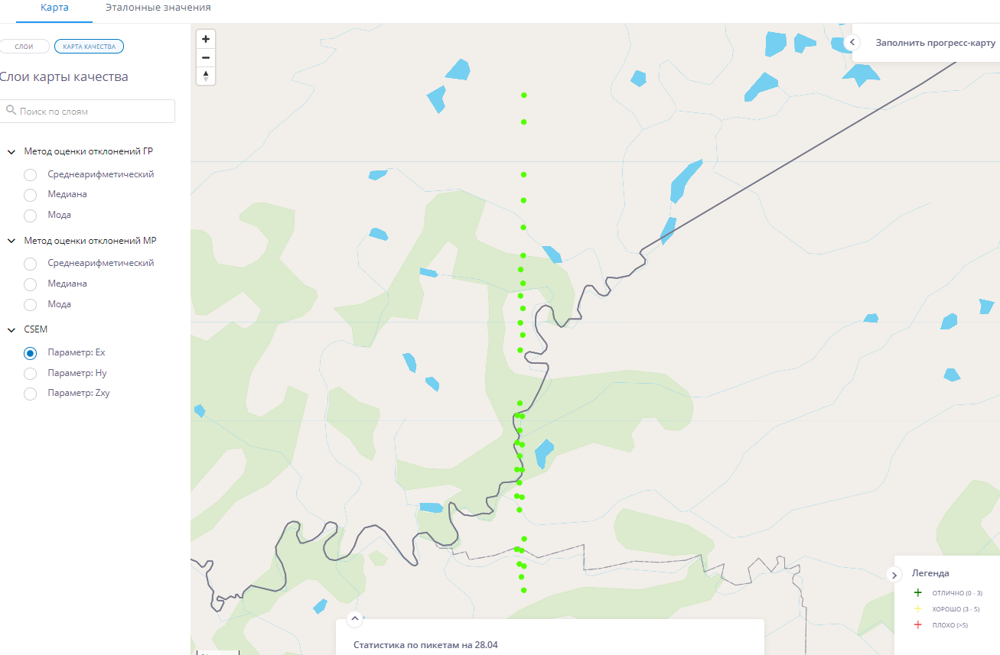 Карта
Эталонные значения
СЛОИ
КАРТА КАЧЕСТВА
Слои карты качества
Поиск по слоям
Метод оценки отклонений ГР
Среднеарифметический
Медиана
Мода
Метод оценки отклонений МР
Среднеарифметический
Медиана
Мода
CSEM
Параметр: Ex
Параметр: Hy
Параметр: Zxy
Заполнить прогресс-карту
Легенда
ОТЛИЧНО (0 - 3)
ХОРОШО (3 - 5)
ПЛОХО (>5)
Статистика по пикетам на 28.04